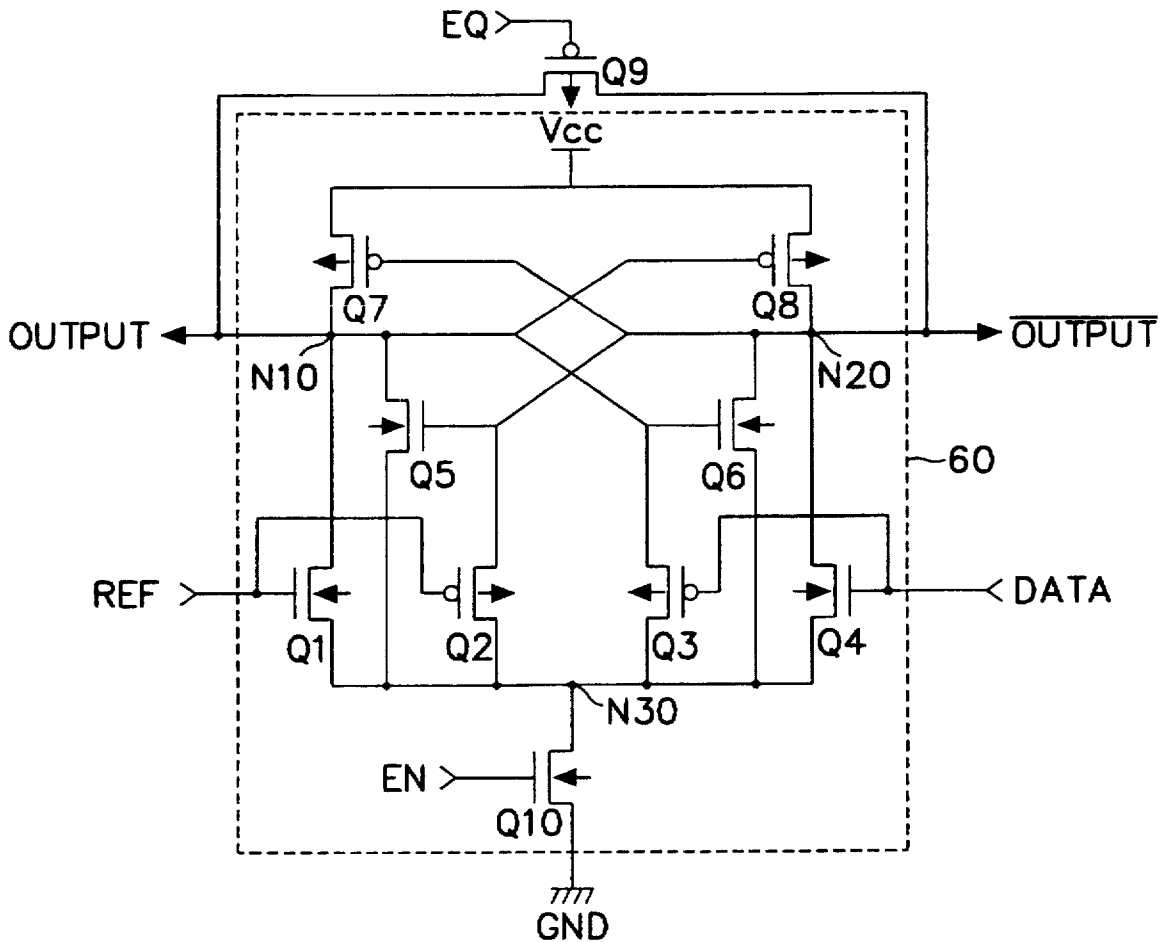 EQ
Q9
Vcc
Q7
Q8
OUTPUT
OUTPUT
N10
N20
Q5
Q6
60
REF
DATA
Q1
Q2
Q3
Q4
N30
EN
Q10
GND